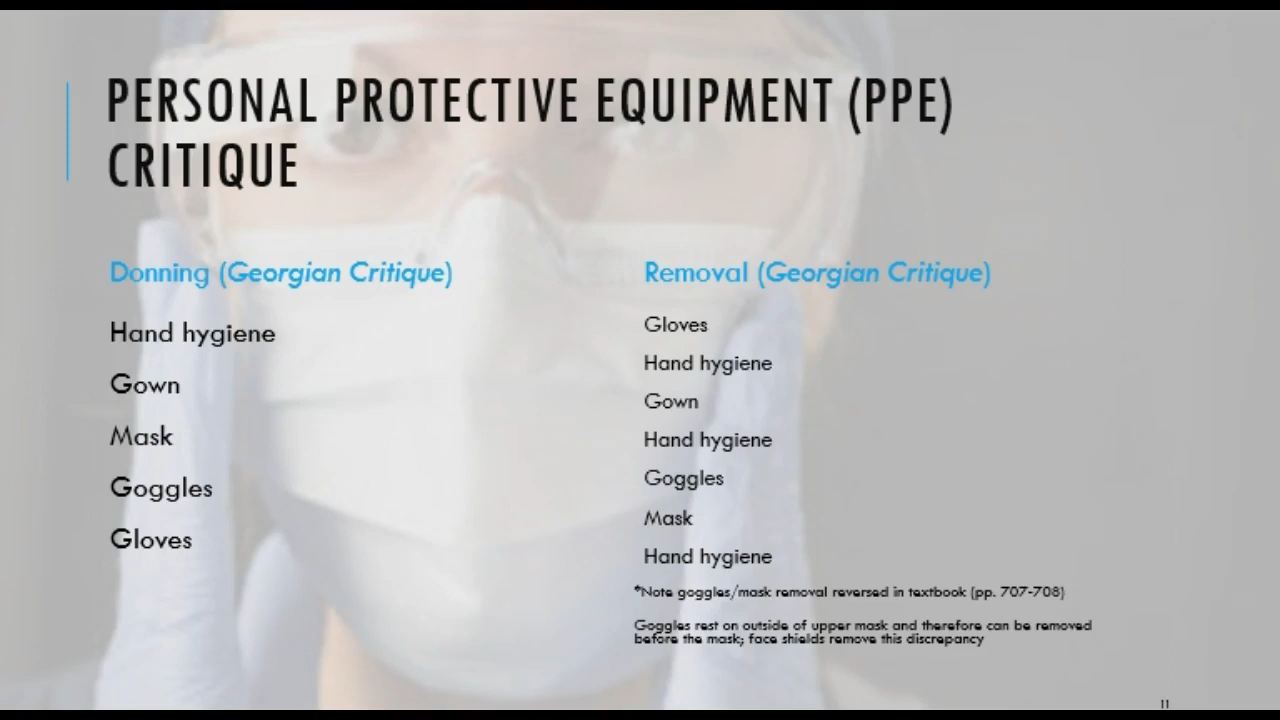 PERSONAL PROTECTIVE EQUIPMENT (PPE)
CRITIQUE
Donning (Georgian Critique)
Hand hygiene
Gown
Mask
Goggles
Gloves
Removal (Georgian Critique)
Gloves
Hand hygiene
Gown
Hand hygiene
Goggles
Mask
Hand hygiene
*Note goggles/mask removal reversed in textbook (pp. 707-708)
Goggles rest on outside of upper mask and therefore can be removed
before the mask; face shields remove this discrepancy
11